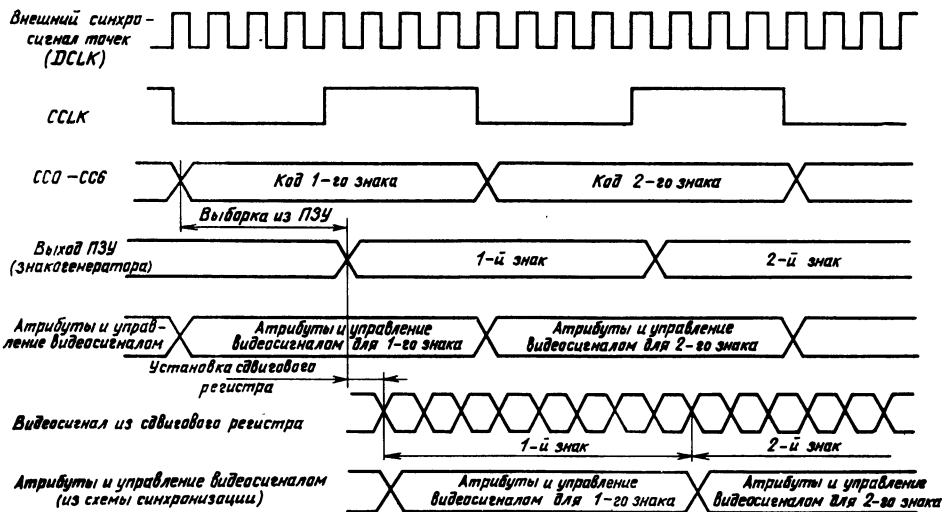 Внешний синхро-
сигнал точек
(DCLK)
CCLK
CC0-CC6
Код 1-го знака
Код 2-го знака
Выборка из ПЗУ
Выход ПЗУ
(знакогенератора)
1-й знак
2-й знак
Атрибуты и управ-
ление видеосигналом
Атрибуты и управление
видеосигналом для 1-го знака
Атрибуты и управление
видеосигналом для 2-го знака
Установка сдвигового
регистра
Видеосигнал из сдвигового регистра
1-й знак
2-й знак
Атрибуты и управление видеосигналом
(из схемы синхронизации)
Атрибуты и управление
видеосигналом для 1-го знака
Атрибуты и управление
видеосигналом для 2-го знака